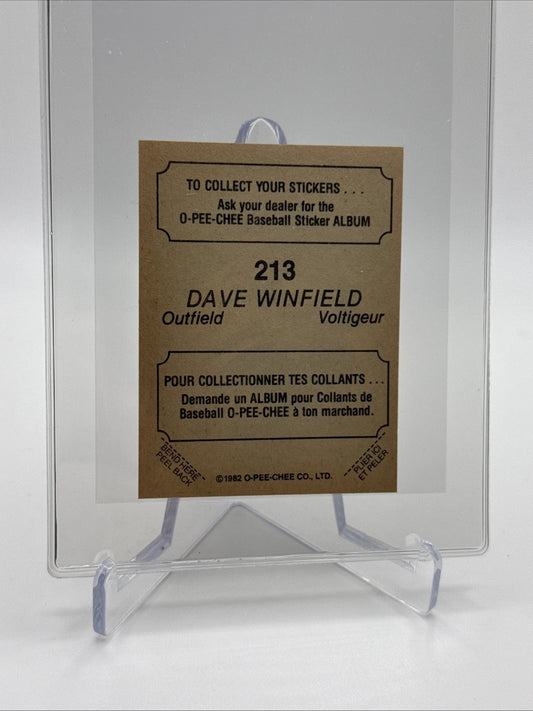 TO COLLECT YOUR STICKERS . . .
Ask your dealer for the
O-PEE-CHEE Baseball Sticker ALBUM
213
DAVE WINFIELD
Outfield Voltigeur
POUR COLLECTIONNER TES COLLANTS . . .
Demande un ALBUM pour Collants de
Baseball O-PEE-CHEE à ton marchand.
BEND HERE
PEEL BACK
©1982 O-PEE-CHEE CO., LTD.
PLIER ICI
ET PELER